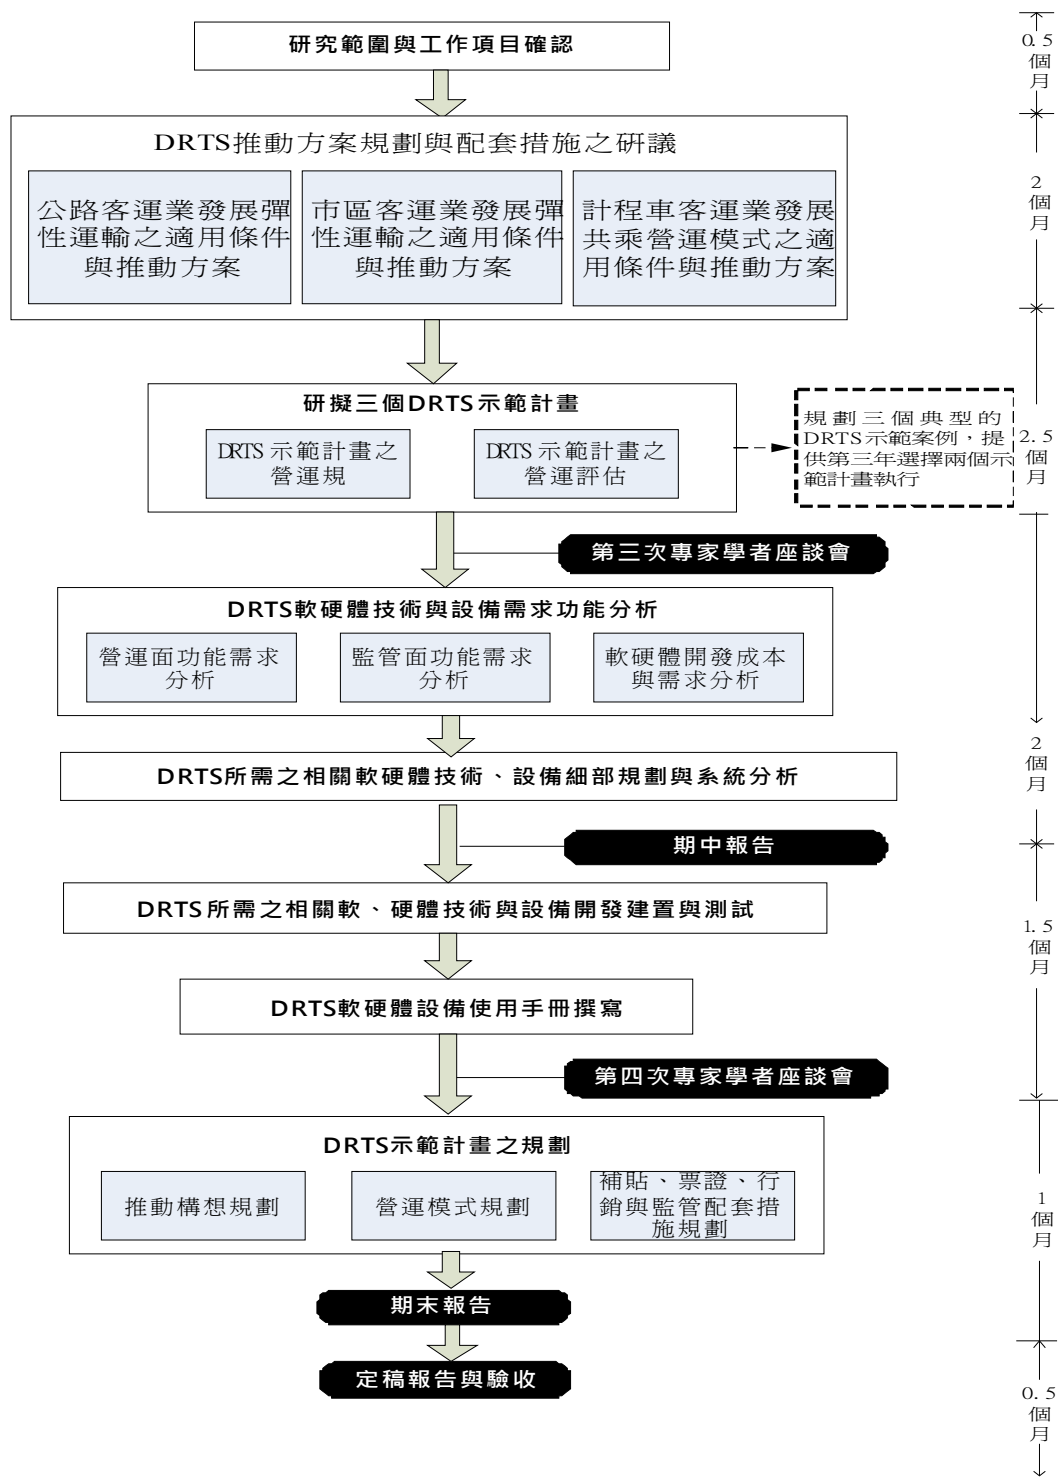 研究範圍與工作項目確認
0.5
個
月
DRTS推動方案規劃與配套措施之研議
公路客運業發展彈
性運輸之適用條件
與推動方案
市區客運業發展彈
性運輸之適用條件
與推動方案
計程車客運業發展
共乘營運模式之適
用條件與推動方案
2
個
月
研擬三個DRTS示範計畫
DRTS 示範計畫之
營運規
DRTS 示範計畫之
營運評估
規劃三個典型的
DRTS示範案例，提
供第三年選擇兩個示
範計畫執行
2.5
個
月
第三次專家學者座談會
DRTS軟硬體技術與設備需求功能分析
營運面功能需求
分析
監管面功能需求
分析
軟硬體開發成本
與需求分析
DRTS所需之相關軟硬體技術、設備細部規劃與系統分析
2
個
月
期中報告
DRTS所需之相關軟、硬體技術與設備開發建置與測試
1.5
個
月
DRTS軟硬體設備使用手冊撰寫
第四次專家學者座談會
DRTS示範計畫之規劃
推動構想規劃
營運模式規劃
補貼、票證、行
銷與監管配套措
施規劃
1
個
月
期末報告
定稿報告與驗收
0.5
個
月